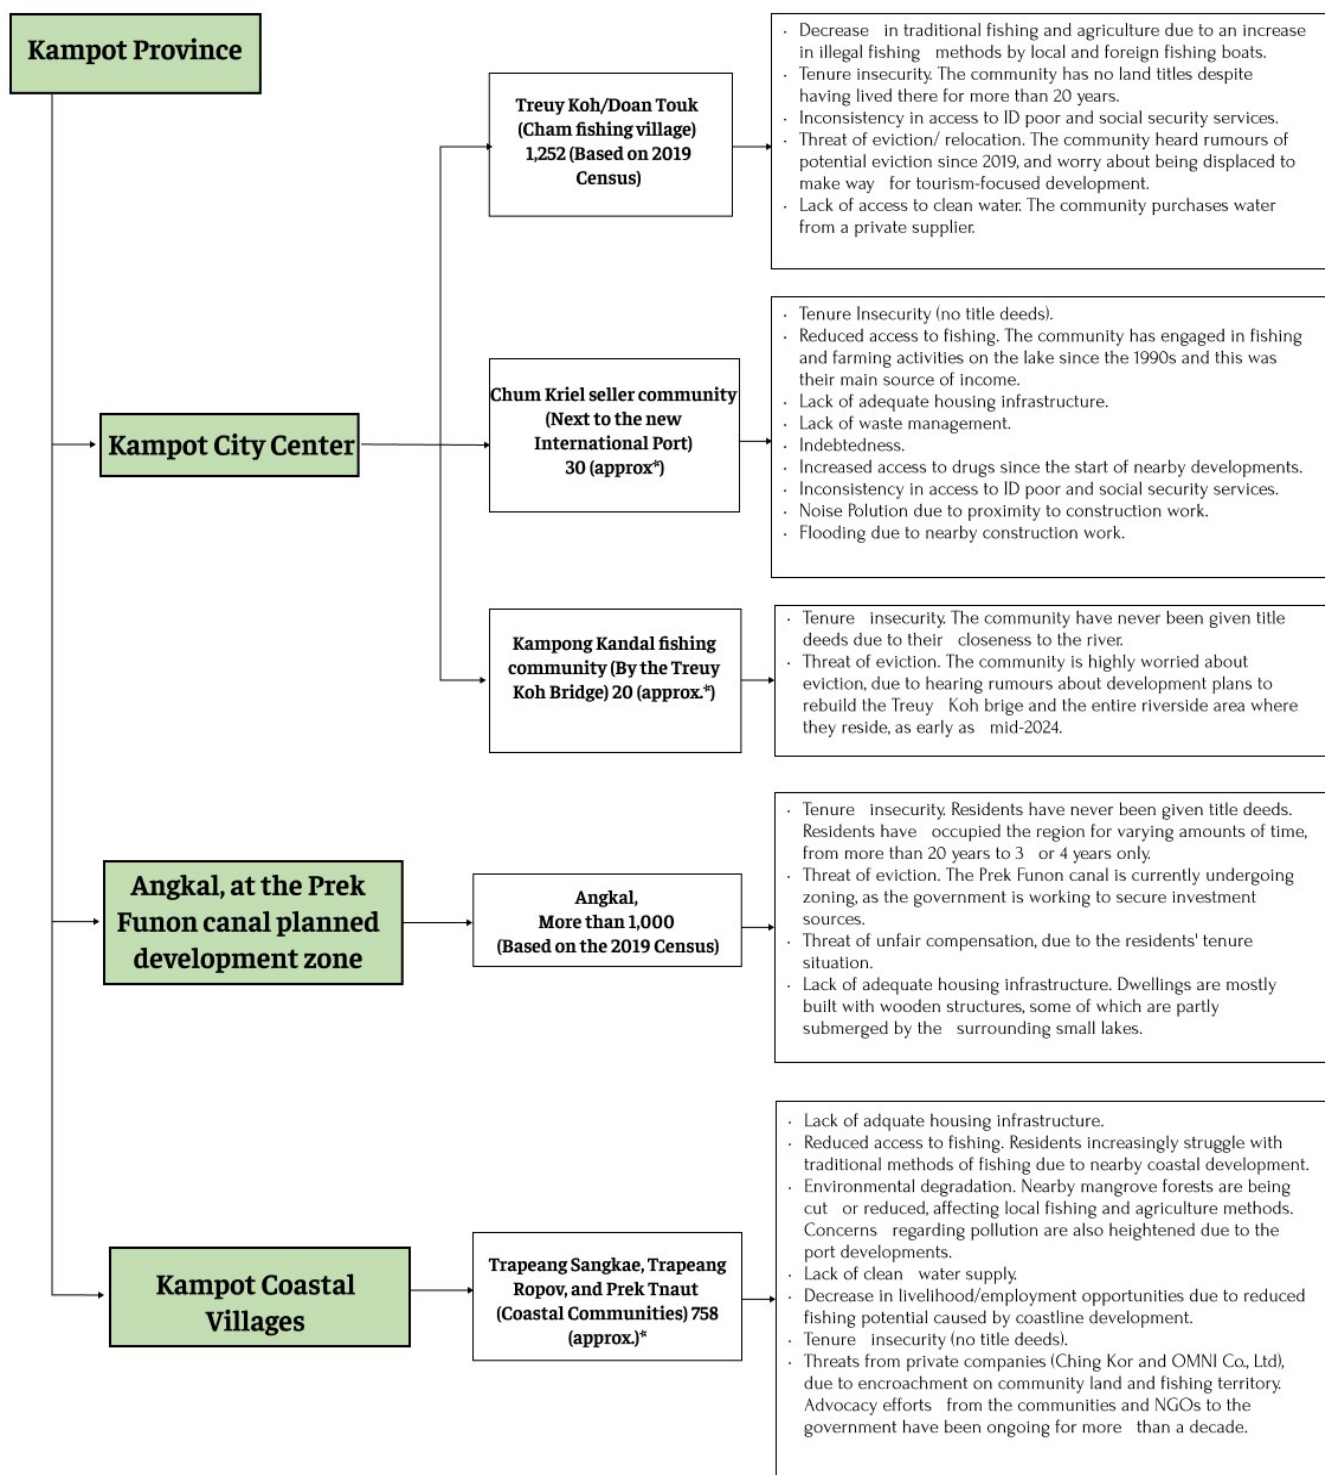 Kampot Province
Kampot City Center
Treuy Koh/Doan Touk
(Cham fishing village)
1,252 (Based on 2019
Census)
· Decrease in traditional fishing and agriculture due to an increase
in illegal fishing methods by local and foreign fishing boats.
· Tenure insecurity. The community has no land titles despite
having lived there for more than 20 years.
· Inconsistency in access to ID poor and social security services.
· Threat of eviction/ relocation. The community heard rumours of
potential eviction since 2019, and worry about being displaced to
make way for tourism-focused development.
· Lack of access to clean water. The community purchases water
from a private supplier.
Chum Kriel seller community
(Next to the new
International Port)
30 (approx*)
· Tenure Insecurity (no title deeds).
· Reduced access to fishing. The community has engaged in fishing
and farming activities on the lake since the 1990s and this was
their main source of income.
· Lack of adequate housing infrastructure.
· Lack of waste management.
· Indebtedness.
· Increased access to drugs since the start of nearby developments.
· Inconsistency in access to ID poor and social security services.
· Noise Polution due to proximity to construction work.
· Flooding due to nearby construction work.
Kampong Kandal fishing
community (By the Treuy
Koh Bridge) 20 (approx.*)
· Tenure insecurity. The community have never been given title
deeds due to their closeness to the river.
· Threat of eviction. The community is highly worried about
eviction, due to hearing rumours about development plans to
rebuild the Treuy Koh brige and the entire riverside area where
they reside, as early as mid-2024.
Angkal, at the Prek
Funon canal planned
development zone
Angkal,
More than 1,000
(Based on the 2019 Census)
· Tenure insecurity. Residents have never been given title deeds.
Residents have occupied the region for varying amounts of time,
from more than 20 years to 3 or 4 years only.
· Threat of eviction. The Prek Funon canal is currently undergoing
zoning, as the government is working to secure investment
sources.
· Threat of unfair compensation, due to the residents' tenure
situation.
· Lack of adequate housing infrastructure. Dwellings are mostly
built with wooden structures, some of which are partly
submerged by the surrounding small lakes.
Kampot Coastal
Villages
Trapeang Sangkae, Trapeang
Ropov, and Prek Tnaut
(Coastal Communities) 758
(approx.)*
· Lack of adquate housing infrastructure.
· Reduced access to fishing. Residents increasingly struggle with
traditional methods of fishing due to nearby coastal development.
· Environmental degradation. Nearby mangrove forests are being
cut or reduced, affecting local fishing and agriculture methods.
Concerns regarding pollution are also heightened due to the
port developments.
· Lack of clean water supply.
· Decrease in livelihood/employment opportunities due to reduced
fishing potential caused by coastline development.
· Tenure insecurity (no title deeds).
· Threats from private companies (Ching Kor and OMNI Co., Ltd),
due to encroachment on community land and fishing territory.
Advocacy efforts from the communities and NGOs to the
government have been ongoing for more than a decade.